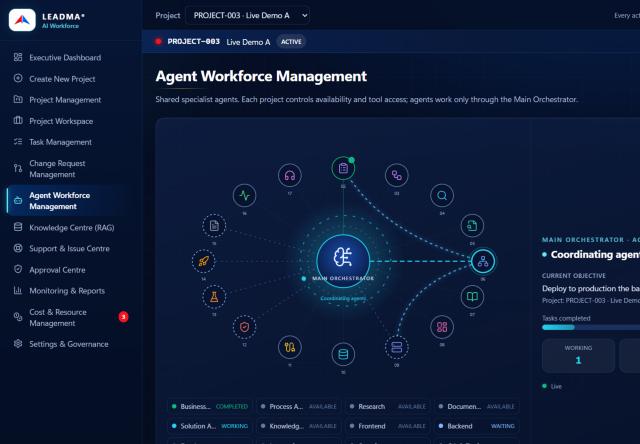 LEADMA*
AI Workforce
Executive Dashboard
Create New Project
Project Management
Project Workspace
Task Management
Change Request
Management
Agent Workforce
Management
Knowledge Centre (RAG)
Support & Issue Centre
Approval Centre
Monitoring & Reports
Cost & Resource
Management
3
Settings & Governance
Project
PROJECT-003 · Live Demo A
Every
PROJECT-003 Live Demo A ACTIVE
Agent Workforce Management
Shared specialist agents. Each project controls availability and tool access; agents work only through the Main Orchestrator.
17
02
03
16
04
15
05
14
MAIN ORCHESTRATOR
06
Coordinating agents
13
07
12
08
11
10
09
MAIN ORCHESTRATOR
Coordinating agen
CURRENT OBJECTIVE
Deploy to production the ba
Project: PROJECT-003 · Live Demo
Tasks completed
WORKING
1
Live
Business... COMPLETED
Process A... AVAILABLE
Research AVAILABLE
Documen... AVAILABLE
Solution A... WORKING
Knowledg... AVAILABLE
Frontend AVAILABLE
Backend WAITING